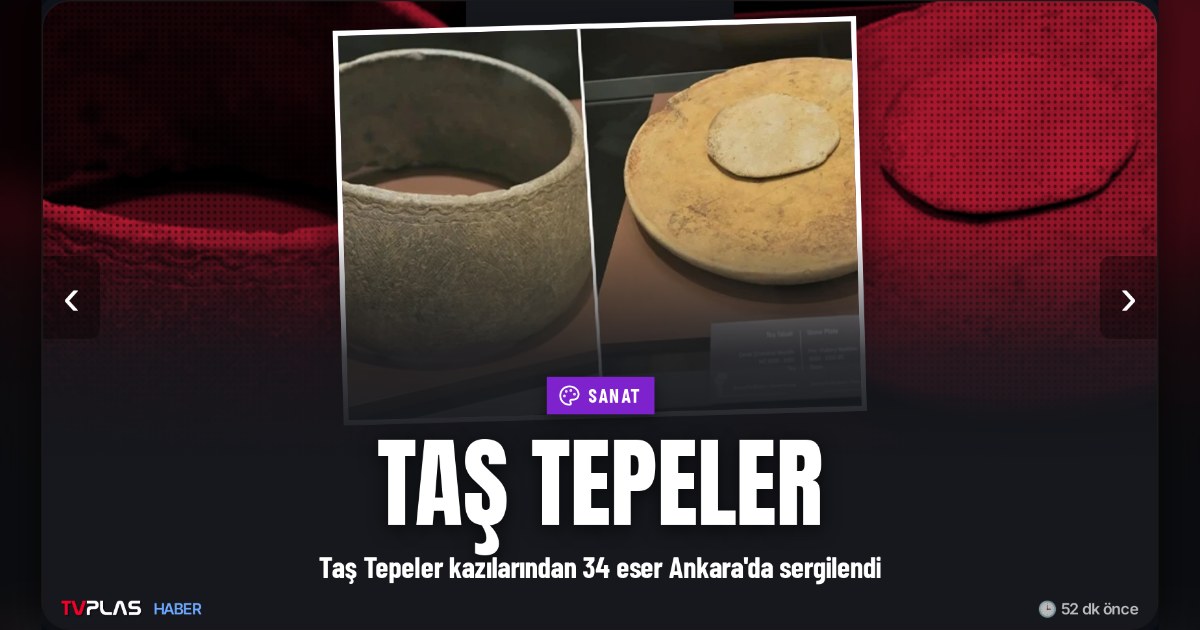 SANAT
TAŞ TEPELER
Taş Tepeler kazılarından 34 eser Ankara'da sergilendi
TVPLAS HABER
52 dk önce